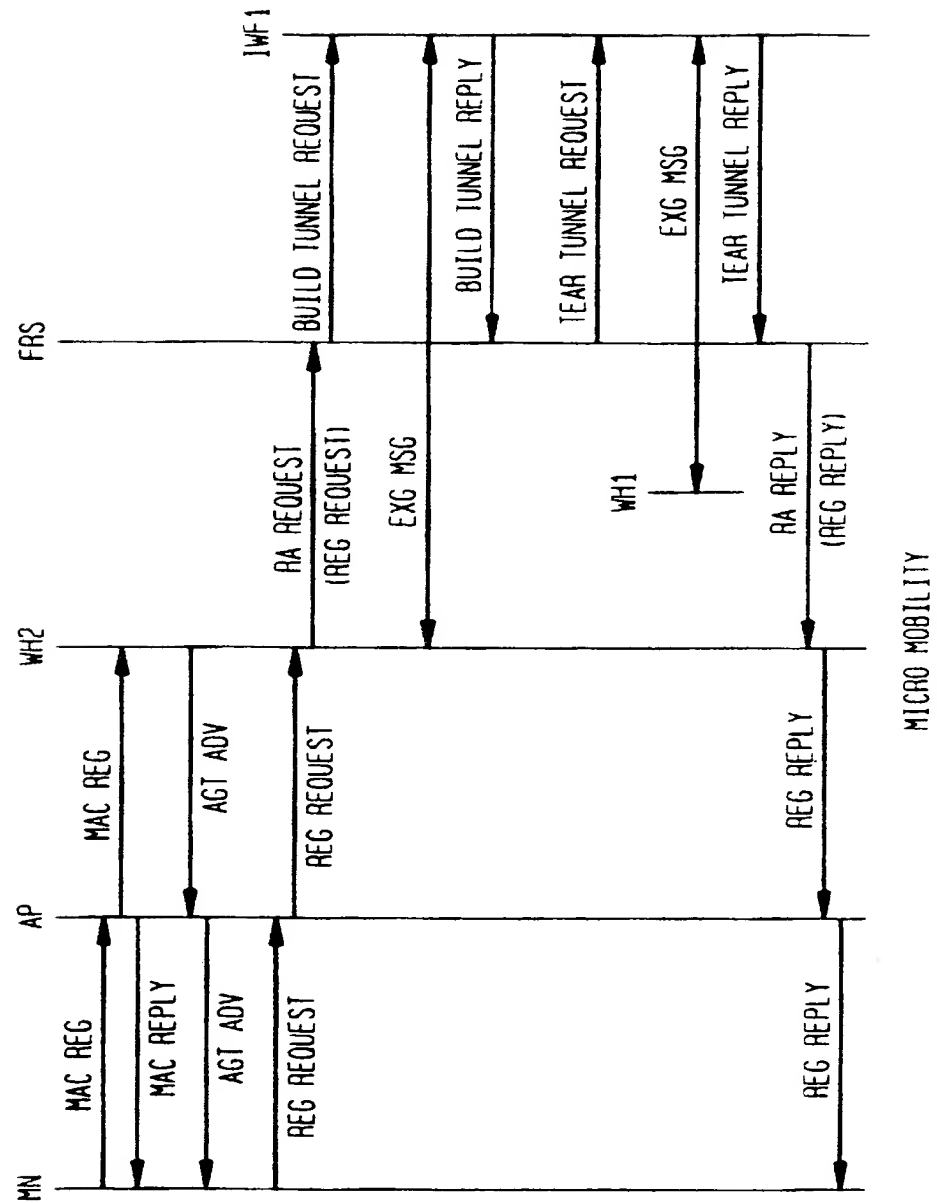 MN
AP
WH2
FRS
IWF1
MAC REG
MAC REG
MAC REPLY
AGT ADV
AGT ADV
REG REQUEST
REG REQUEST
RA REQUEST
(REG REQUEST)
BUILD TUNNEL REQUEST
EXG MSG
BUILD TUNNEL REPLY
TEAR TUNNEL REQUEST
WH1
EXG MSG
TEAR TUNNEL REPLY
RA REPLY
(REG REPLY)
REG REPLY
REG REPLY
MICRO MOBILITY